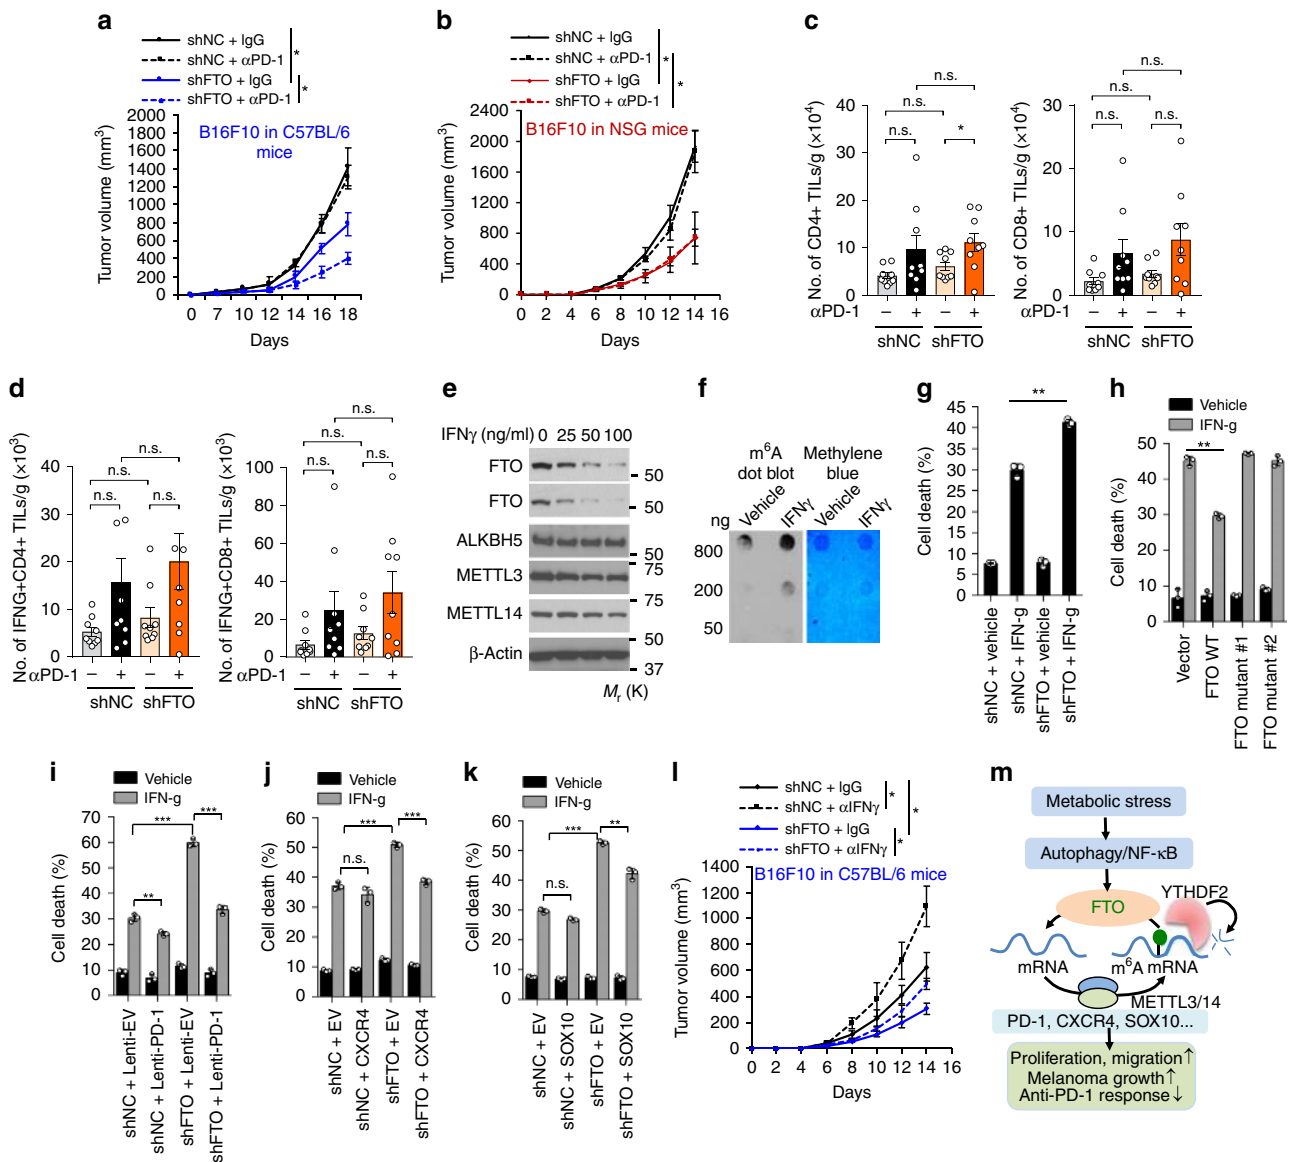 a
shNC + IgG
shNC + αPD-1
shFTO + IgG
shFTO + αPD-1
*
*
B16F10 in C57BL/6
mice
Tumor volume (mm³)
2000
1800
1600
1400
1200
1000
800
600
400
200
0
0 7 10 12 14 16 18
Days
b
shNC + IgG
shNC + αPD-1
shFTO + IgG
shFTO + αPD-1
*
*
B16F10 in NSG mice
Tumor volume (mm³)
2400
2000
1600
1200
800
400
0
0 2 4 6 8 10 12 14 16
Days
c
No. of CD4+ TILs/g (×10⁴)
40
30
20
10
0
n.s.
n.s.
n.s.
*
αPD-1 − + − +
shNC shFTO
No. of CD8+ TILs/g (×10⁴)
30
20
10
0
n.s.
n.s.
n.s.
n.s.
− + − +
shNC shFTO
d
No. of IFNG+CD4+ TILs/g (×10³)
40
30
20
10
0
n.s.
n.s.
n.s.
n.s.
αPD-1 − + − +
shNC shFTO
No. of IFNG+CD8+ TILs/g (×10³)
100
80
60
40
20
0
n.s.
n.s.
n.s.
n.s.
− + − +
shNC shFTO
e
IFNγ (ng/ml) 0 25 50 100
FTO
50
FTO
50
ALKBH5
50
METTL3
75
METTL14
75
50
β-Actin
37
Mᵣ (K)
f
m⁶A
dot blot
Methylene
blue
Vehicle
IFNγ
Vehicle
IFNγ
ng
800
200
50
g
**
Cell death (%)
45
40
35
30
25
20
15
10
5
0
shNC + vehicle
shNC + IFN-g
shFTO + vehicle
shFTO + IFN-g
h
Vehicle
IFN-g
**
Cell death (%)
50
40
30
20
10
0
Vector
FTO WT
FTO mutant #1
FTO mutant #2
i
Vehicle
IFN-g
***
***
**
Cell death (%)
70
60
50
40
30
20
10
0
shNC + Lenti-EV
shNC + Lenti-PD-1
shFTO + Lenti-EV
shFTO + Lenti-PD-1
j
Vehicle
IFN-g
***
***
n.s.
Cell death (%)
60
50
40
30
20
10
0
shNC + EV
shNC + CXCR4
shFTO + EV
shFTO + CXCR4
k
Vehicle
IFN-g
***
**
n.s.
Cell death (%)
60
50
40
30
20
10
0
shNC + EV
shNC + SOX10
shFTO + EV
shFTO + SOX10
l
shNC + IgG
shNC + αIFNγ
shFTO + IgG
shFTO + αIFNγ
*
*
*
B16F10 in C57BL/6 mice
Tumor volume (mm³)
1400
1200
1000
800
600
400
200
0
0 2 4 6 8 10 12 14 16
Days
m
Metabolic stress
Autophagy/NF-κB
FTO
YTHDF2
mRNA
m⁶A mRNA
METTL3/14
PD-1, CXCR4, SOX10...
Proliferation, migration↑
Melanoma growth↑
Anti-PD-1 response↓